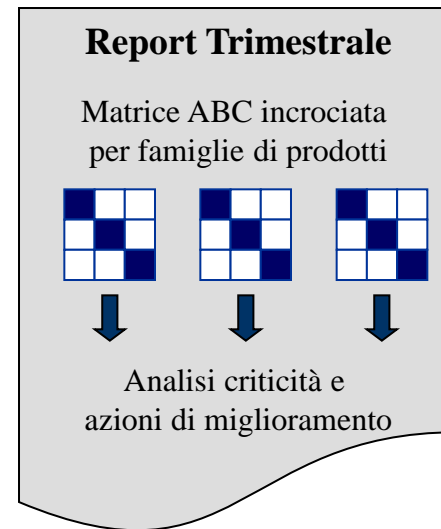 Report Trimestrale
Matrice ABC incrociata
per famiglie di prodotti
Analisi criticità e
azioni di miglioramento